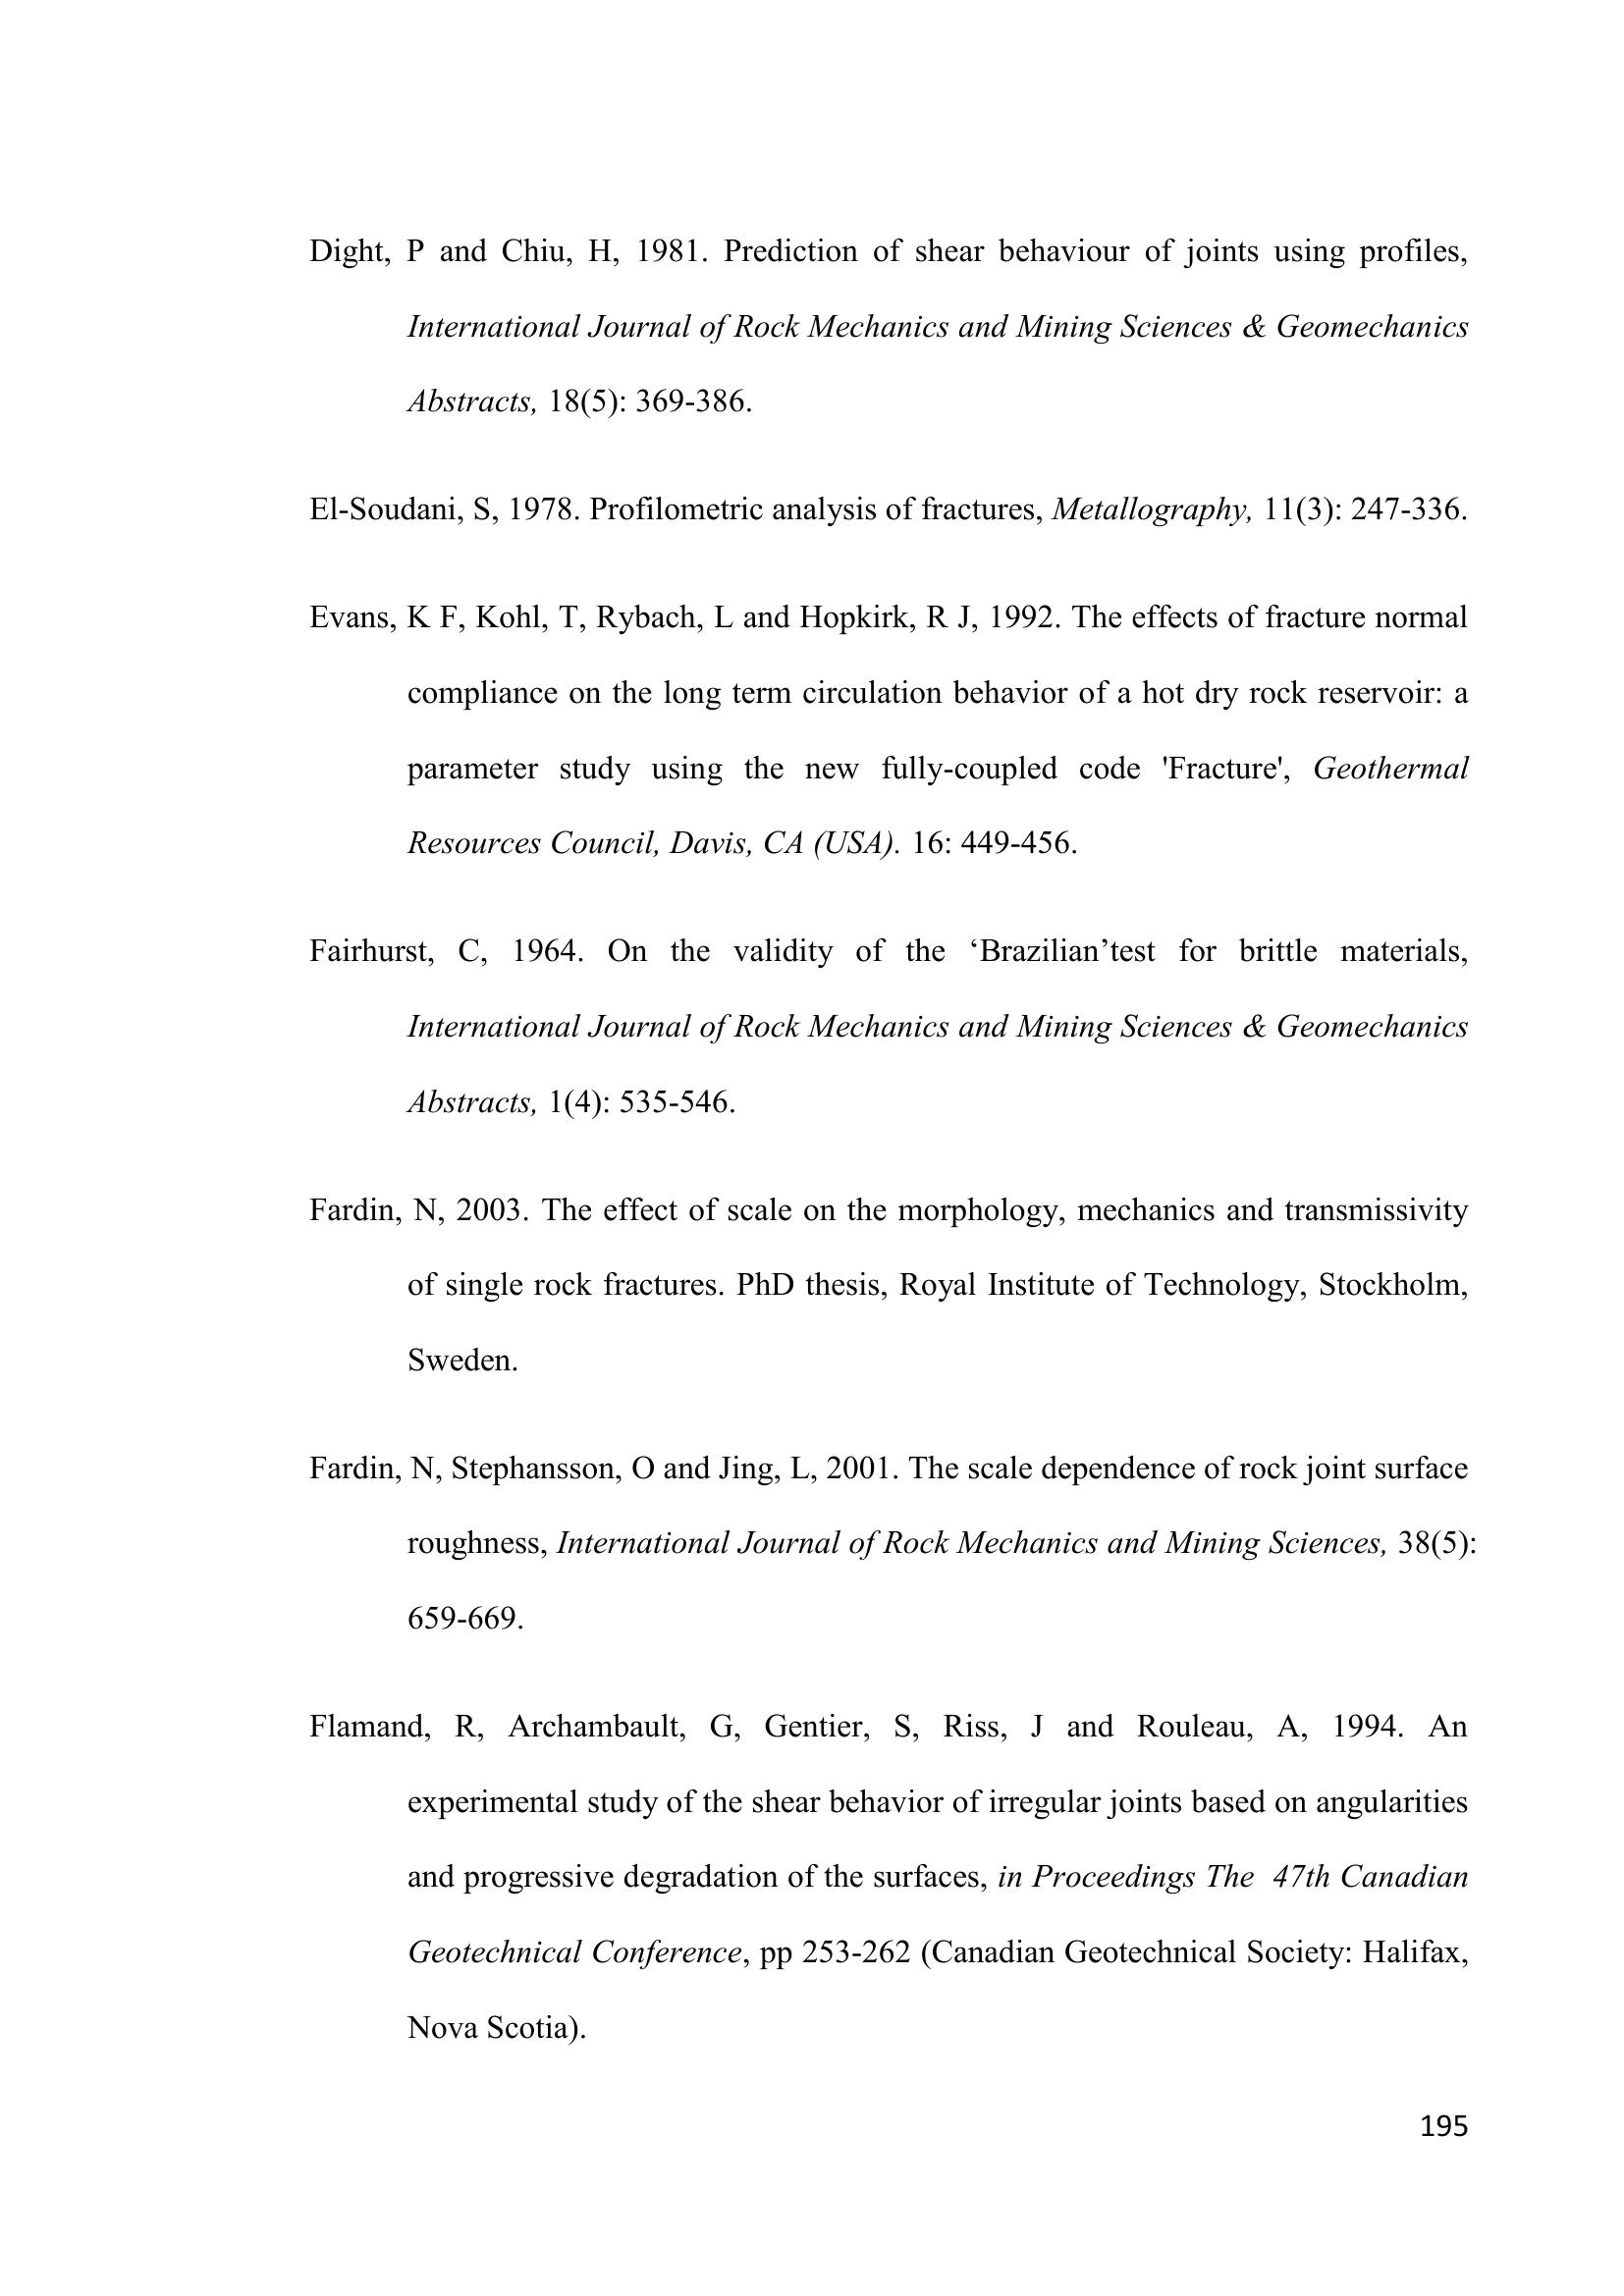 Dight, P and Chiu, H, 1981. Prediction of shear behaviour of joints using profiles,
International Journal of Rock Mechanics and Mining Sciences & Geomechanics
Abstracts, 18(5): 369-386.
El-Soudani, S, 1978. Profilometric analysis of fractures, Metallography, 11(3): 247-336.
Evans, K F, Kohl, T, Rybach, L and Hopkirk, R J, 1992. The effects of fracture normal
compliance on the long term circulation behavior of a hot dry rock reservoir: a
parameter study using the new fully-coupled code 'Fracture', Geothermal
Resources Council, Davis, CA (USA). 16: 449-456.
Fairhurst, C, 1964. On the validity of the ‘Brazilian’test for brittle materials,
International Journal of Rock Mechanics and Mining Sciences & Geomechanics
Abstracts, 1(4): 535-546.
Fardin, N, 2003. The effect of scale on the morphology, mechanics and transmissivity
of single rock fractures. PhD thesis, Royal Institute of Technology, Stockholm,
Sweden.
Fardin, N, Stephansson, O and Jing, L, 2001. The scale dependence of rock joint surface
roughness, International Journal of Rock Mechanics and Mining Sciences, 38(5):
659-669.
Flamand, R, Archambault, G, Gentier, S, Riss, J and Rouleau, A, 1994. An
experimental study of the shear behavior of irregular joints based on angularities
and progressive degradation of the surfaces, in Proceedings The  47th Canadian
Geotechnical Conference, pp 253-262 (Canadian Geotechnical Society: Halifax,
Nova Scotia).
195